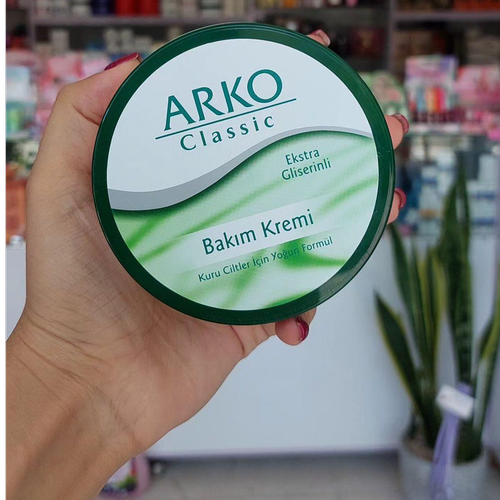 ARKO
Classic
Ekstra
Gliserinli
Bakım Kremi
Kuru Ciltler İçin Yoğun Formül